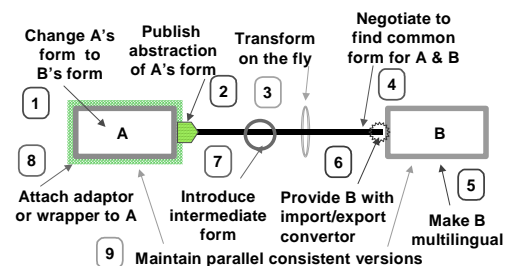 Change A's
form to
B's form
1
Publish
abstraction
of A's form
2
Transform
on the fly
3
Negotiate to
find common
form for A & B
4
A
B
8
Attach adaptor
or wrapper to A
7
Introduce
intermediate
form
6
Provide B with
import/export
convertor
5
Make B
multilingual
9
Maintain parallel consistent versions